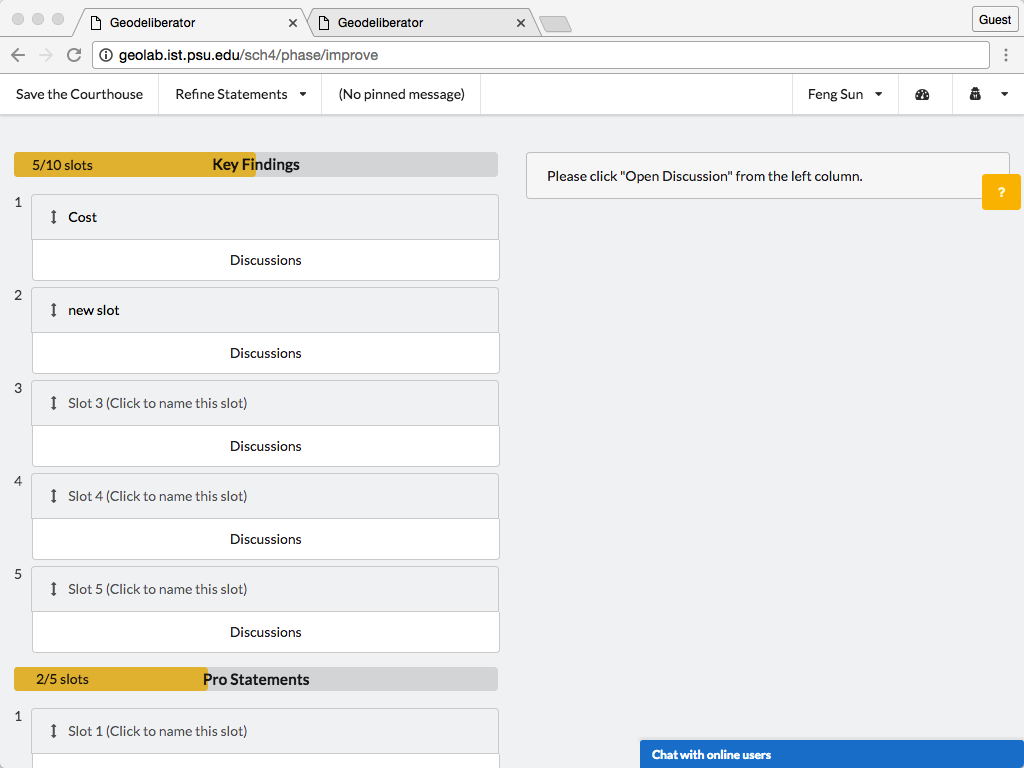 Geodeliberator
Geodeliberator
Guest
geolab.ist.psu.edu/sch4/phase/improve
Save the Courthouse
Refine Statements
(No pinned message)
Feng Sun
5/10 slots
Key Findings
Please click "Open Discussion" from the left column.
?
1
Cost
Discussions
2
new slot
Discussions
3
Slot 3 (Click to name this slot)
Discussions
4
Slot 4 (Click to name this slot)
Discussions
5
Slot 5 (Click to name this slot)
Discussions
2/5 slots
Pro Statements
1
Slot 1 (Click to name this slot)
Chat with online users